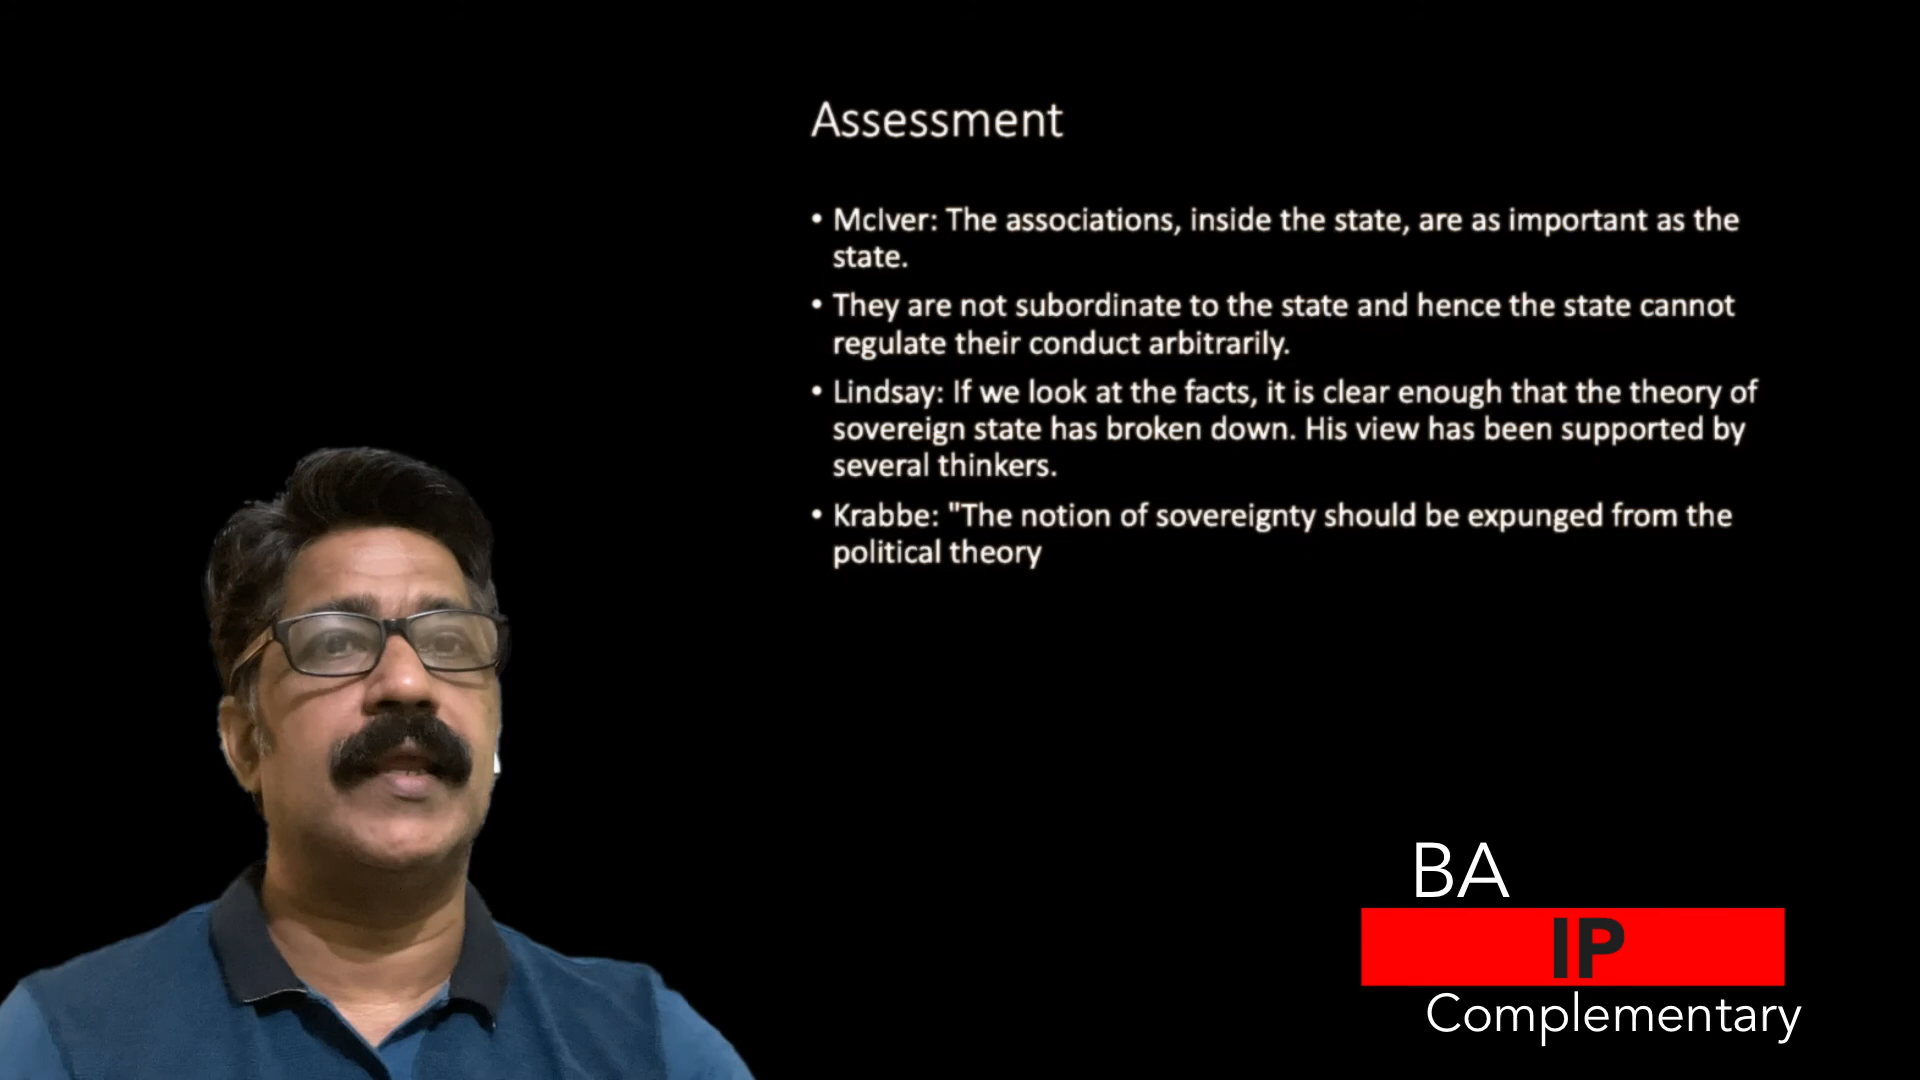 Assessment
• McIver: The associations, inside the state, are as important as the
state.
• They are not subordinate to the state and hence the state cannot
regulate their conduct arbitrarily.
• Lindsay: If we look at the facts, it is clear enough that the theory of
sovereign state has broken down. His view has been supported by
several thinkers.
• Krabbe: "The notion of sovereignty should be expunged from the
political theory
BA
IP
Complementary